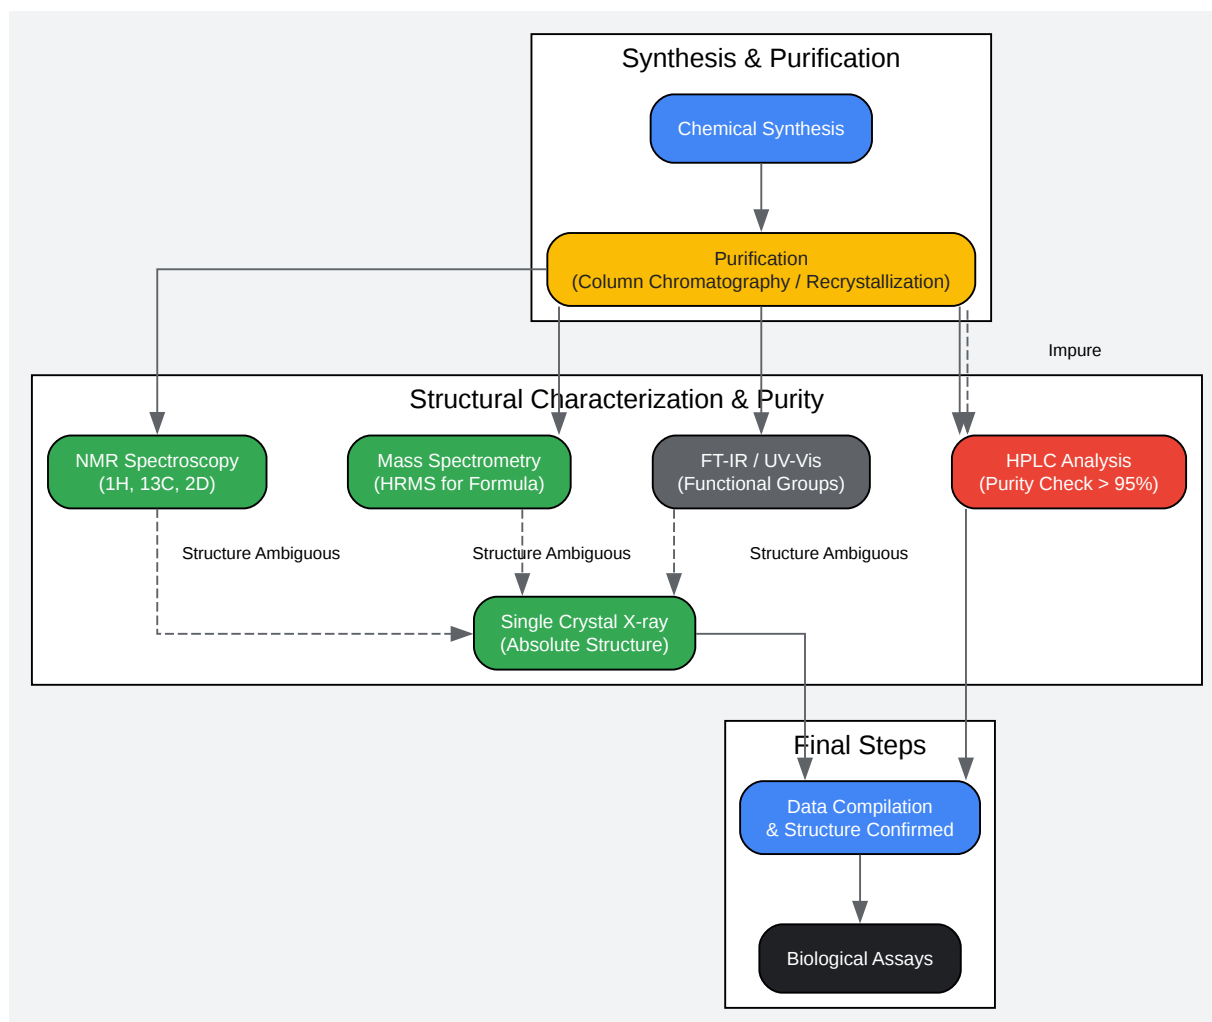 Synthesis & Purification
Chemical Synthesis
Purification
(Column Chromatography / Recrystallization)
Impure
Structural Characterization & Purity
NMR Spectroscopy
(1H, 13C, 2D)
Mass Spectrometry
(HRMS for Formula)
FT-IR / UV-Vis
(Functional Groups)
HPLC Analysis
(Purity Check > 95%)
Structure Ambiguous
Structure Ambiguous
Structure Ambiguous
Single Crystal X-ray
(Absolute Structure)
Final Steps
Data Compilation
& Structure Confirmed
Biological Assays